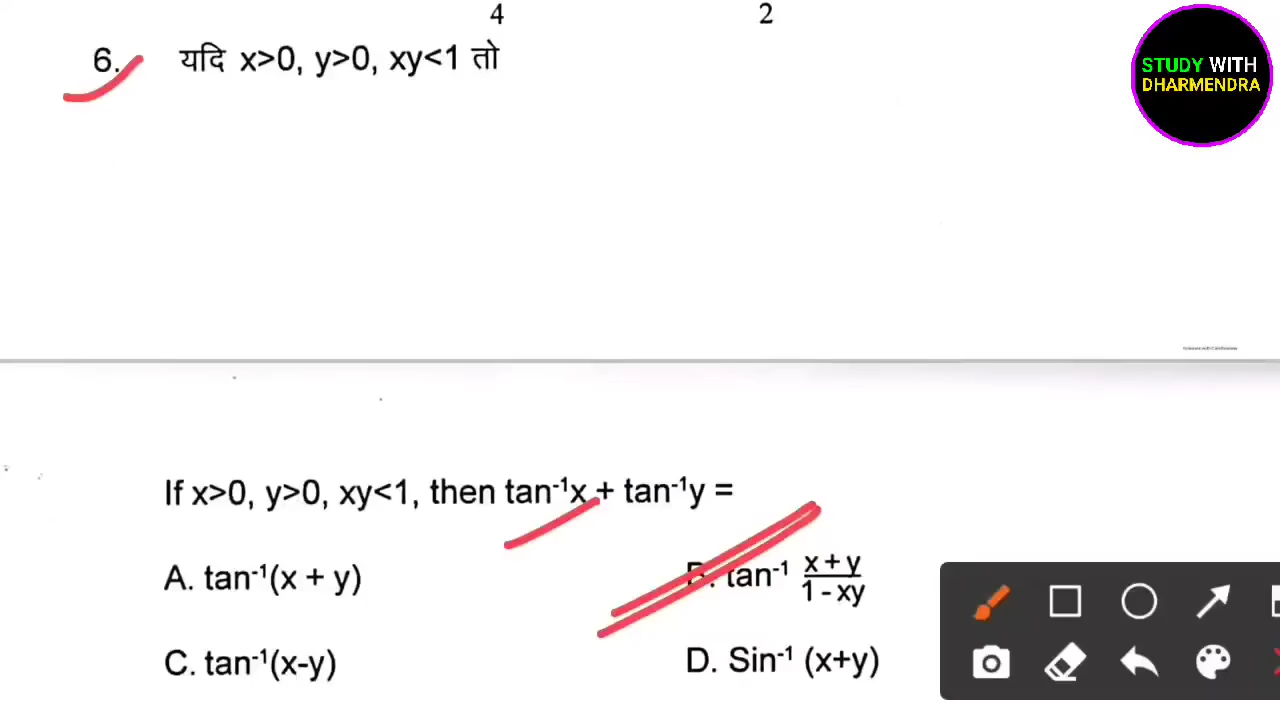 4 2
STUDY WITH
DHARMENDRA
6. यदि x>0, y>0, xy<1 तो
If x>0, y>0, xy<1, then tan⁻¹x + tan⁻¹y =
A. tan⁻¹(x + y) B. tan⁻¹ x + y / 1 - xy
C. tan⁻¹(x-y) D. Sin⁻¹ (x+y)